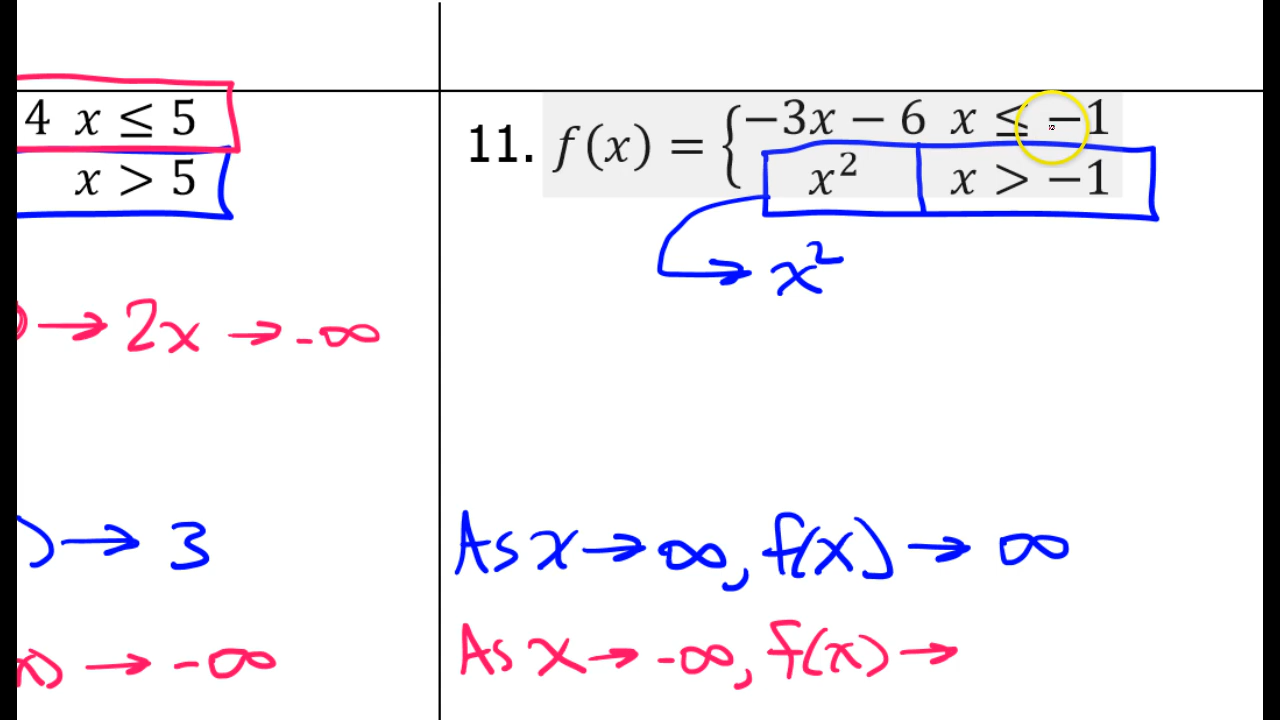 4 x ≤ 5
x > 5
→ 2x → -∞
) → 3
x) → -∞
11. f(x) = { −3x − 6 x ≤ −1
x² x > −1
→ x²
As x → ∞, f(x) → ∞
As x → -∞, f(x) →